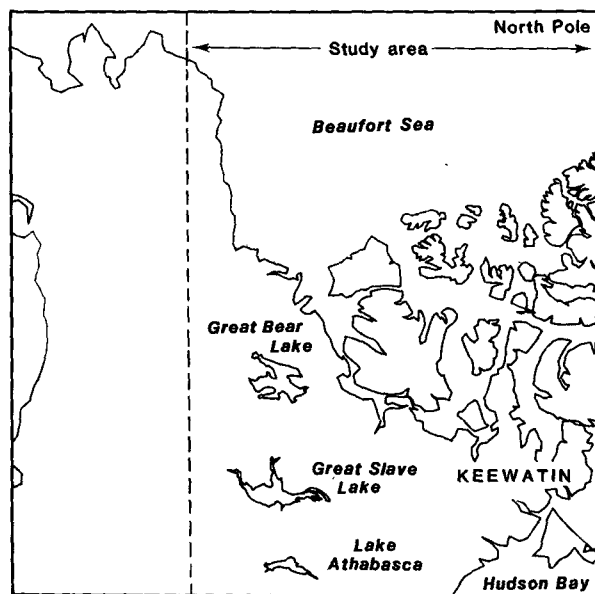 North Pole
Study area
Beaufort Sea
Great Bear
Lake
Great Slave
Lake
KEEWATIN
Lake
Athabasca
Hudson Bay